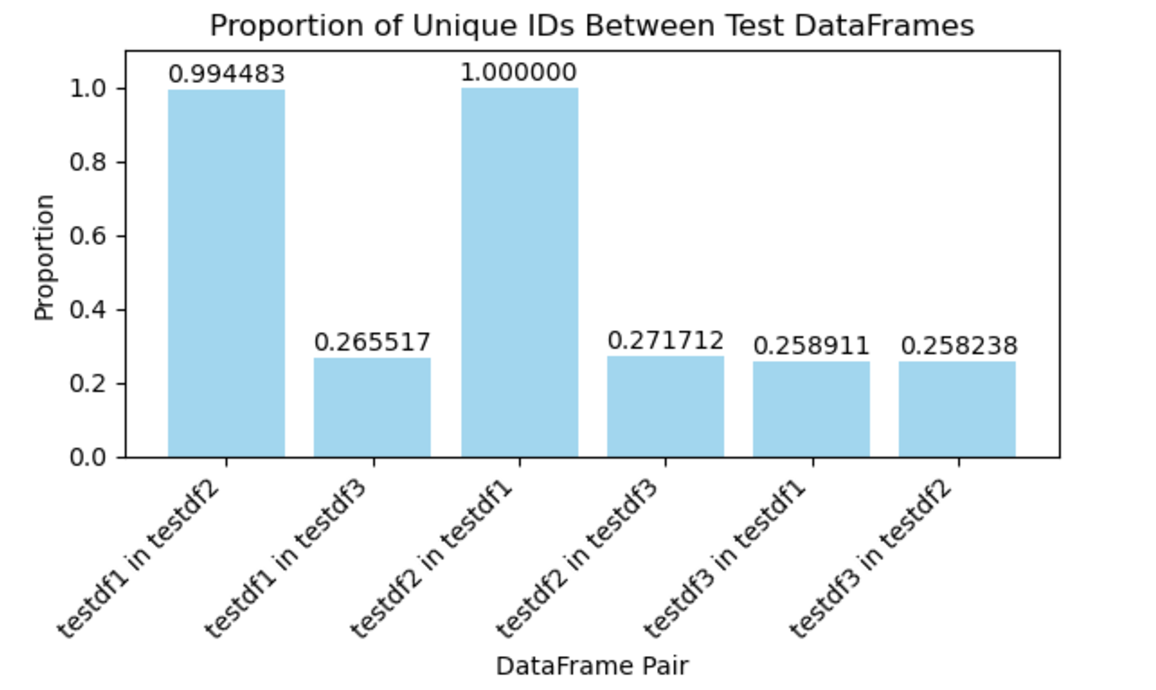 Proportion of Unique IDs Between Test DataFrames
Proportion
1.0
0.8
0.6
0.4
0.2
0.0
0.994483
0.265517
1.000000
0.271712
0.258911
0.258238
testdf1 in testdf2
testdf1 in testdf3
testdf2 in testdf1
testdf2 in testdf3
testdf3 in testdf1
testdf3 in testdf2
DataFrame Pair